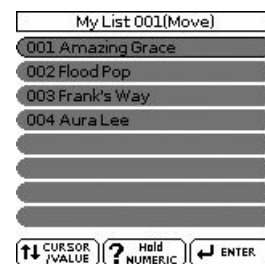 My List 001(Move)
001 Amazing Grace
002 Flood Pop
003 Frank's Way
004 Aura Lee
CURSOR /VALUE
? Hold NUMERIC
ENTER